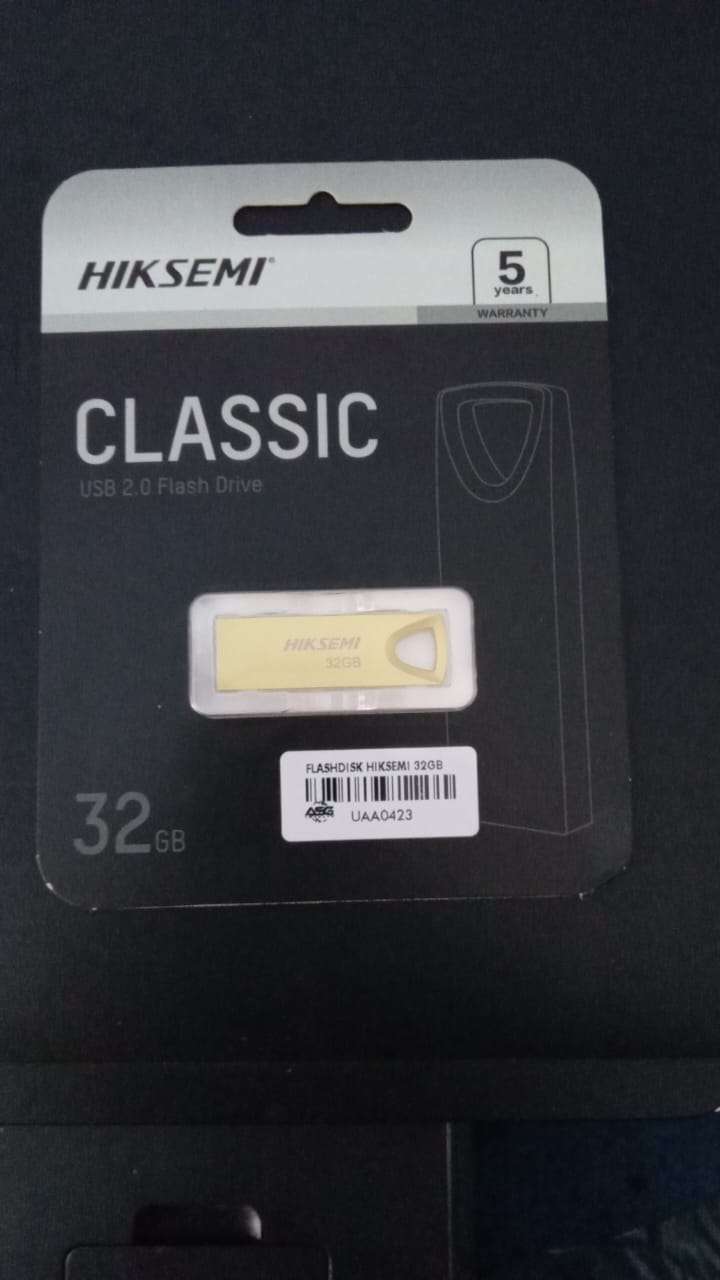 HIKSEMI®
5
years
WARRANTY
CLASSIC
USB 2.0 Flash Drive
HIKSEMI
32GB
FLASHDISK HIKSEMI 32GB
UAA0423
32GB